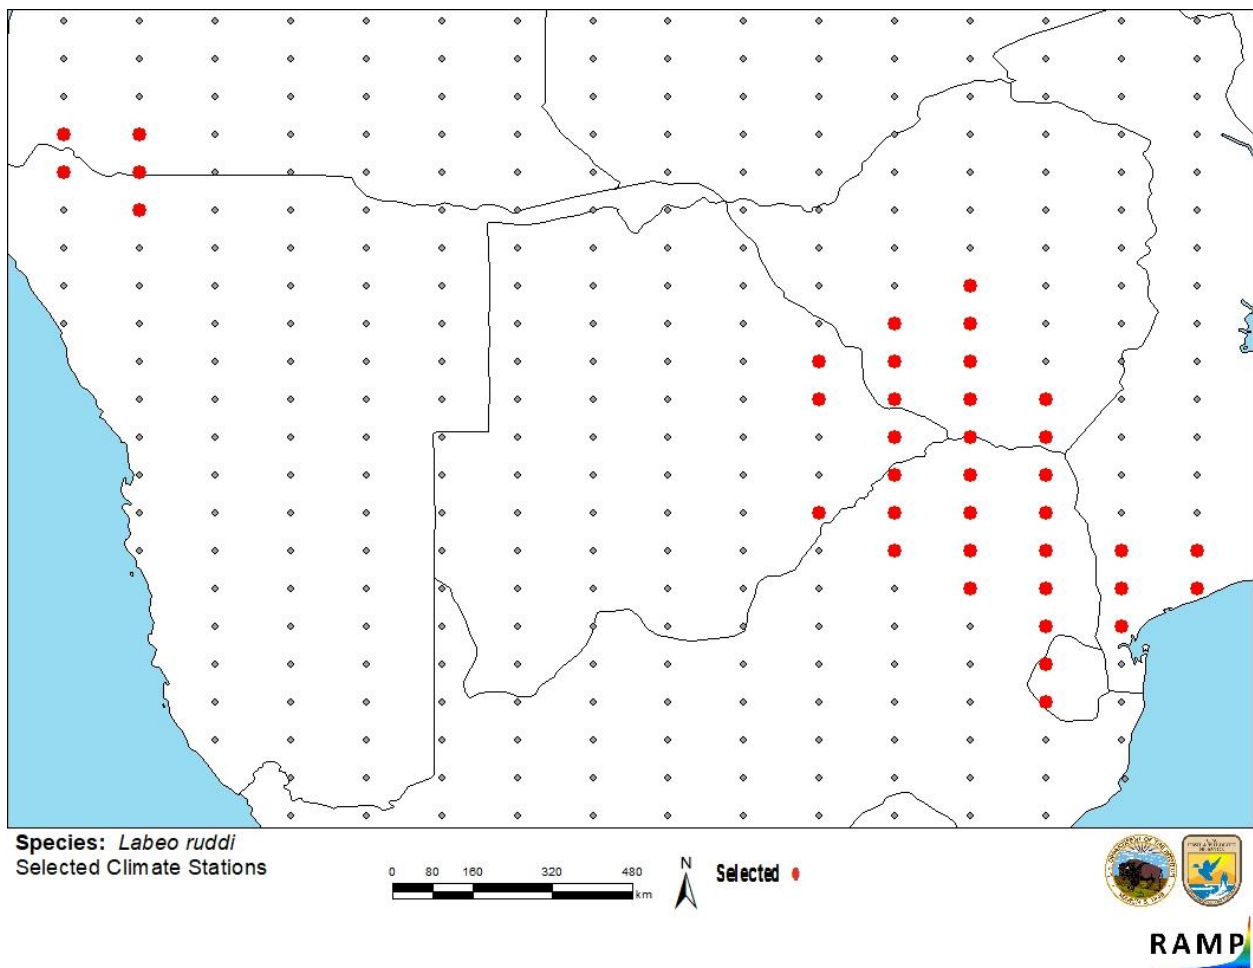 Species: Labeo ruddi
Selected Climate Stations
0 80 160 320 480
km
N
Selected
RAMP